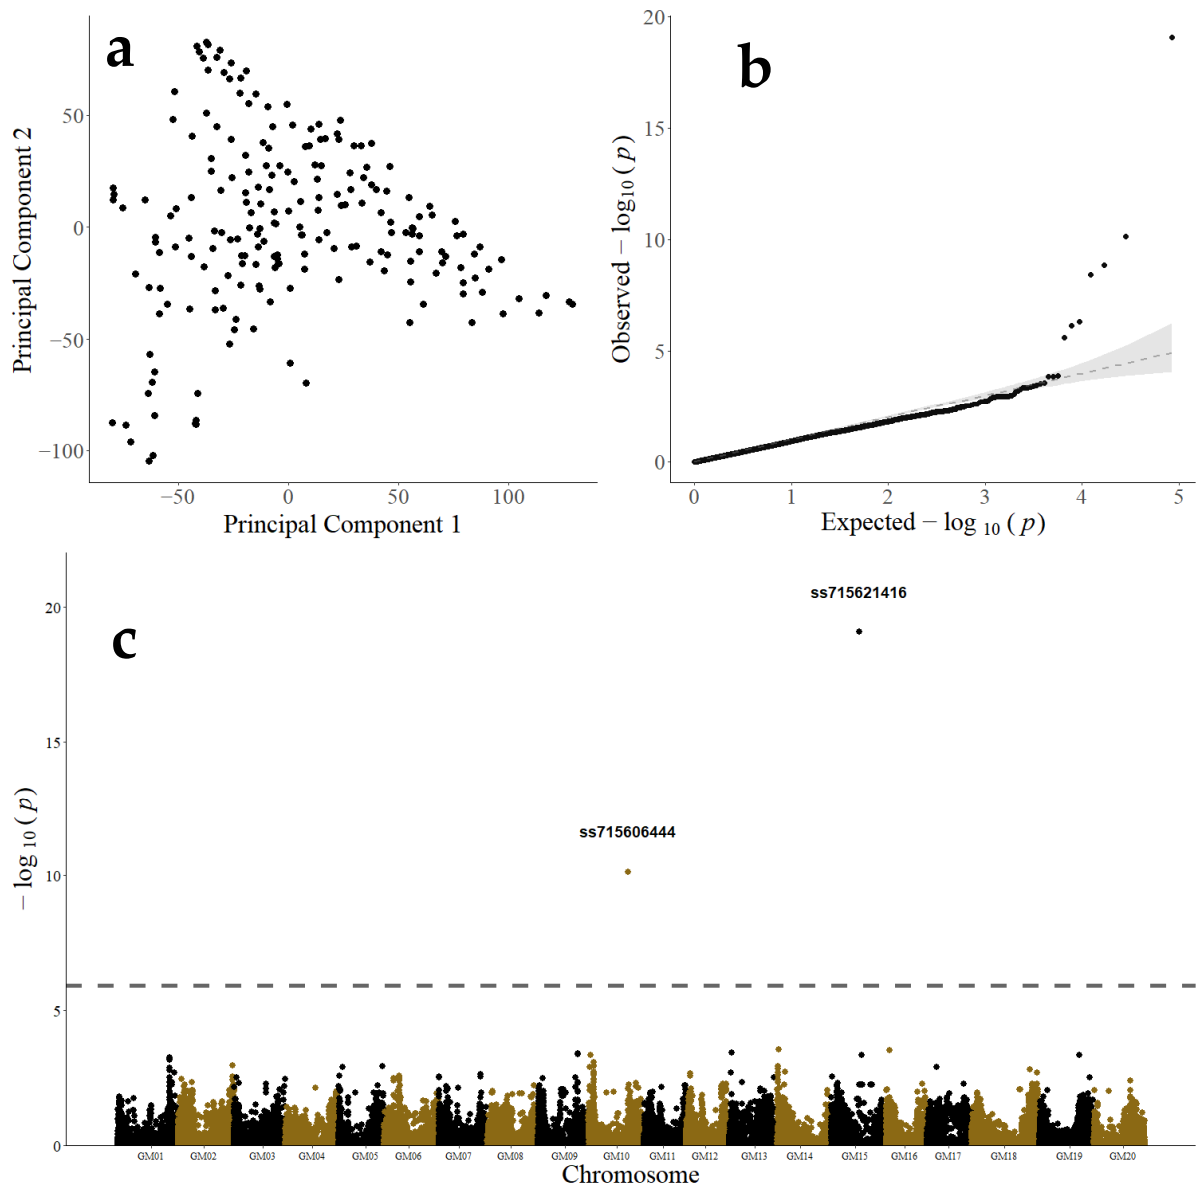 a
Principal Component 2
50
0
−50
−100
−50 0 50 100
Principal Component 1
b
Observed − log10 ( p )
20
15
10
5
0
0 1 2 3 4 5
Expected − log 10 ( p )
c
− log 10 ( p )
20
15
10
5
0
ss715621416
ss715606444
GM01 GM02 GM03 GM04 GM05 GM06 GM07 GM08 GM09 GM10 GM11 GM12 GM13 GM14 GM15 GM16 GM17 GM18 GM19 GM20
Chromosome